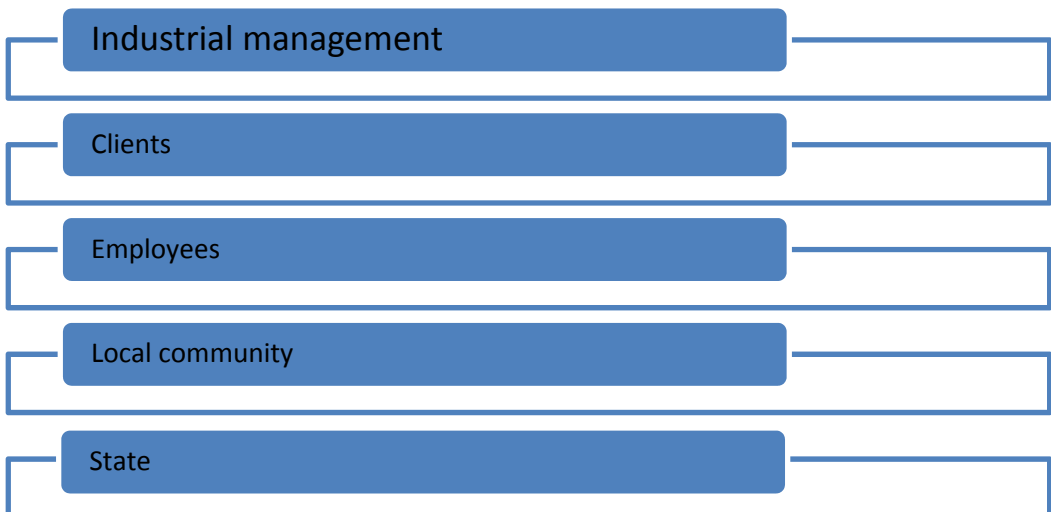 Industrial management
Clients
Employees
Local community
State